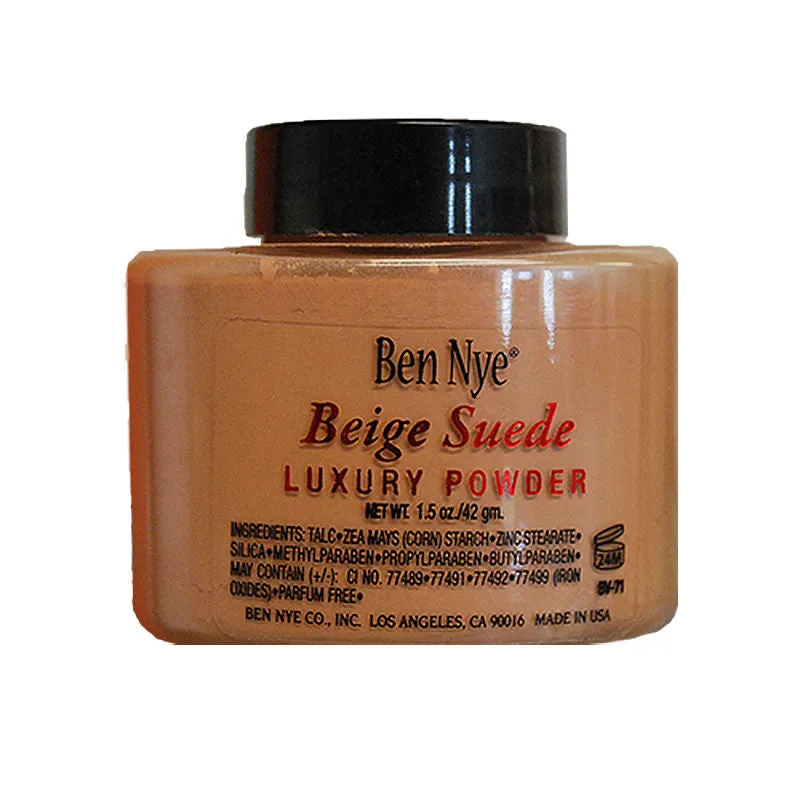 Ben Nye®
Beige Suede
LUXURY POWDER
NET WT. 1.5 oz./42 gm.
INGREDIENTS: TALC•ZEA MAYS (CORN) STARCH•ZINC STEARATE•
SILICA•METHYLPARABEN•PROPYLPARABEN•BUTYLPARABEN•
MAY CONTAIN (+/-): CI NO. 77489•77491•77492•77499 (IRON
OXIDES)•PARFUM FREE•
24M
BV-71
BEN NYE CO., INC. LOS ANGELES, CA 90016 MADE IN USA